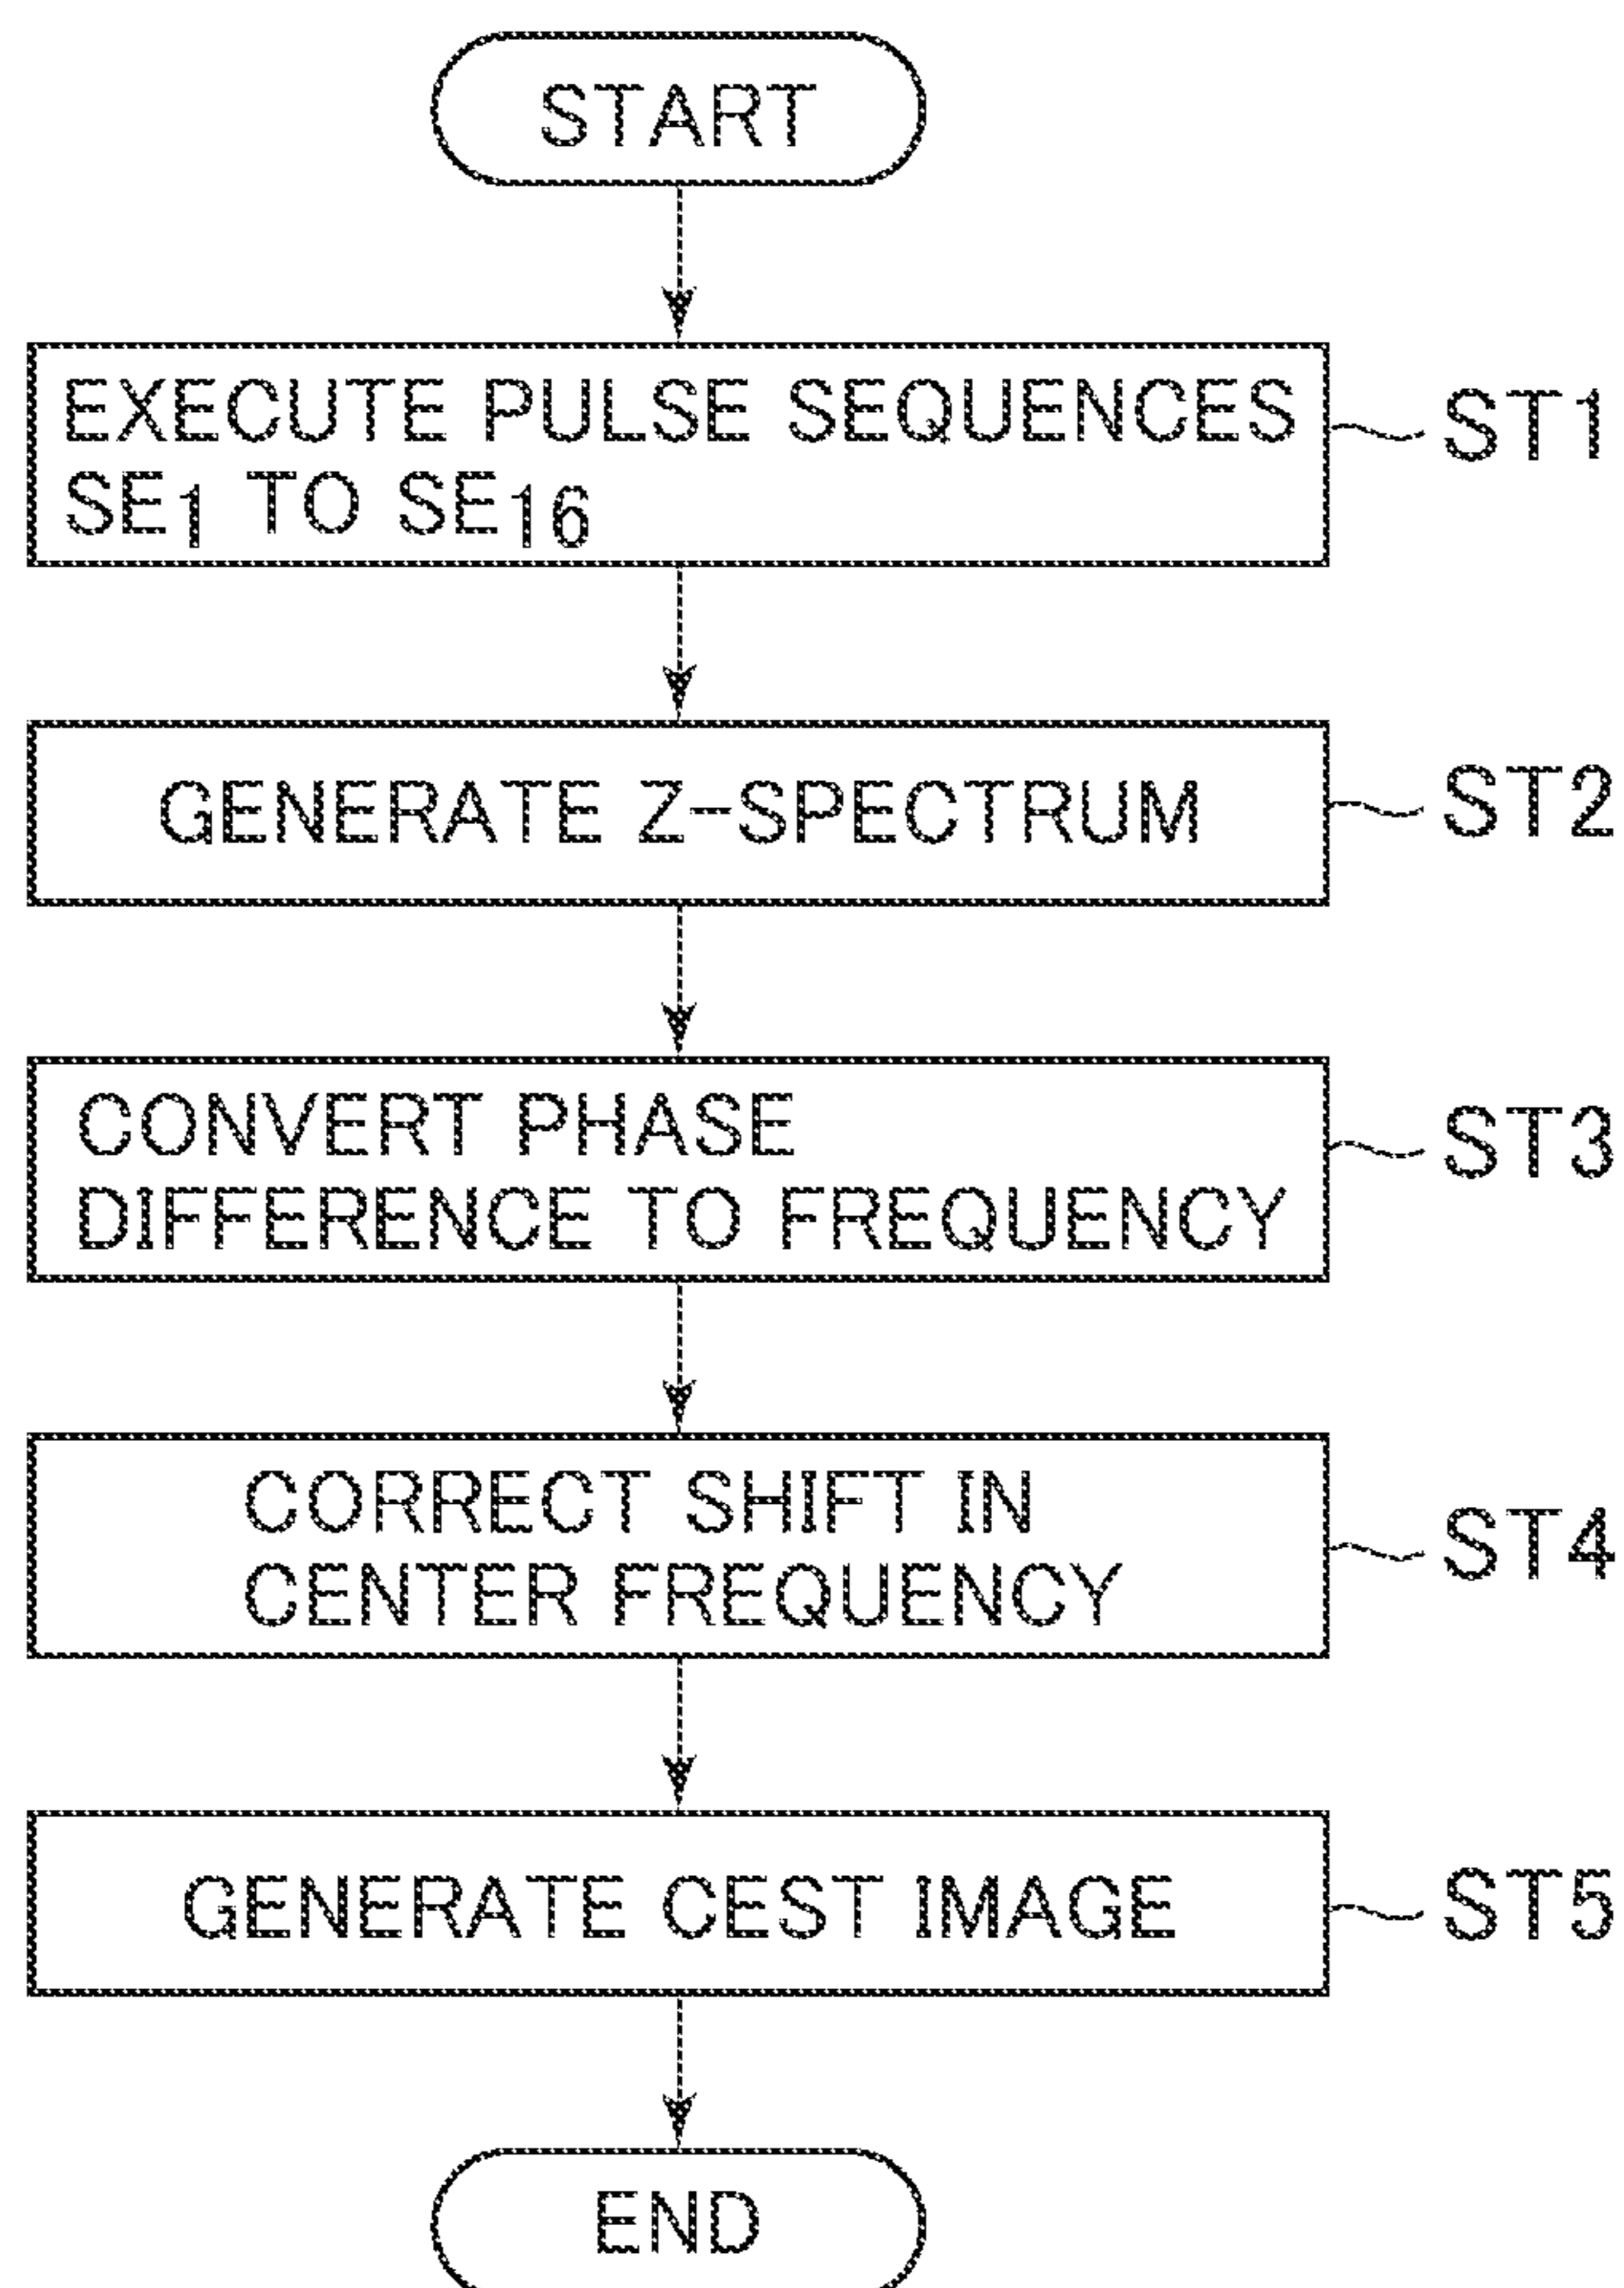 START
EXECUTE PULSE SEQUENCES ST1
SE1 TO SE16
GENERATE Z-SPECTRUM ST2
CONVERT PHASE ST3
DIFFERENCE TO FREQUENCY
CORRECT SHIFT IN ST4
CENTER FREQUENCY
GENERATE CEST IMAGE ST5
END